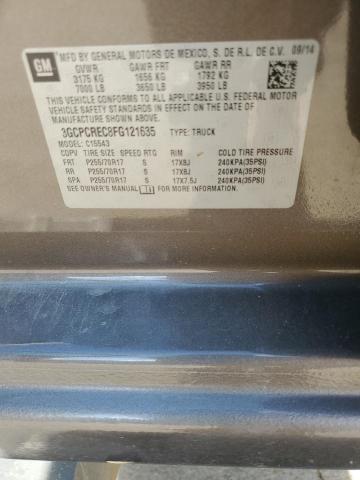 GM
MFD BY GENERAL MOTORS DE MEXICO, S. DE R.L. DE C.V. 09/14
GVWR GAWR FRT GAWR RR
3175 KG 1656 KG 1792 KG
7000 LB 3650 LB 3950 LB
THIS VEHICLE CONFORMS TO ALL APPLICABLE U.S. FEDERAL MOTOR
VEHICLE SAFETY STANDARDS IN EFFECT ON THE DATE OF
MANUFACTURE SHOWN ABOVE.
3GCPCREC8FG121635 TYPE: TRUCK
MODEL: C15543
CPV TIRE SIZE SPEED RTG RIM COLD TIRE PRESSURE
FRT P255/70R17 S 17X8J 240KPA(35PSI)
RR P255/70R17 S 17X8J 240KPA(35PSI)
SPA P255/70R17 S 17X7.5J 240KPA(35PSI)
SEE OWNER'S MANUAL FOR ADDITIONAL INFORMATION